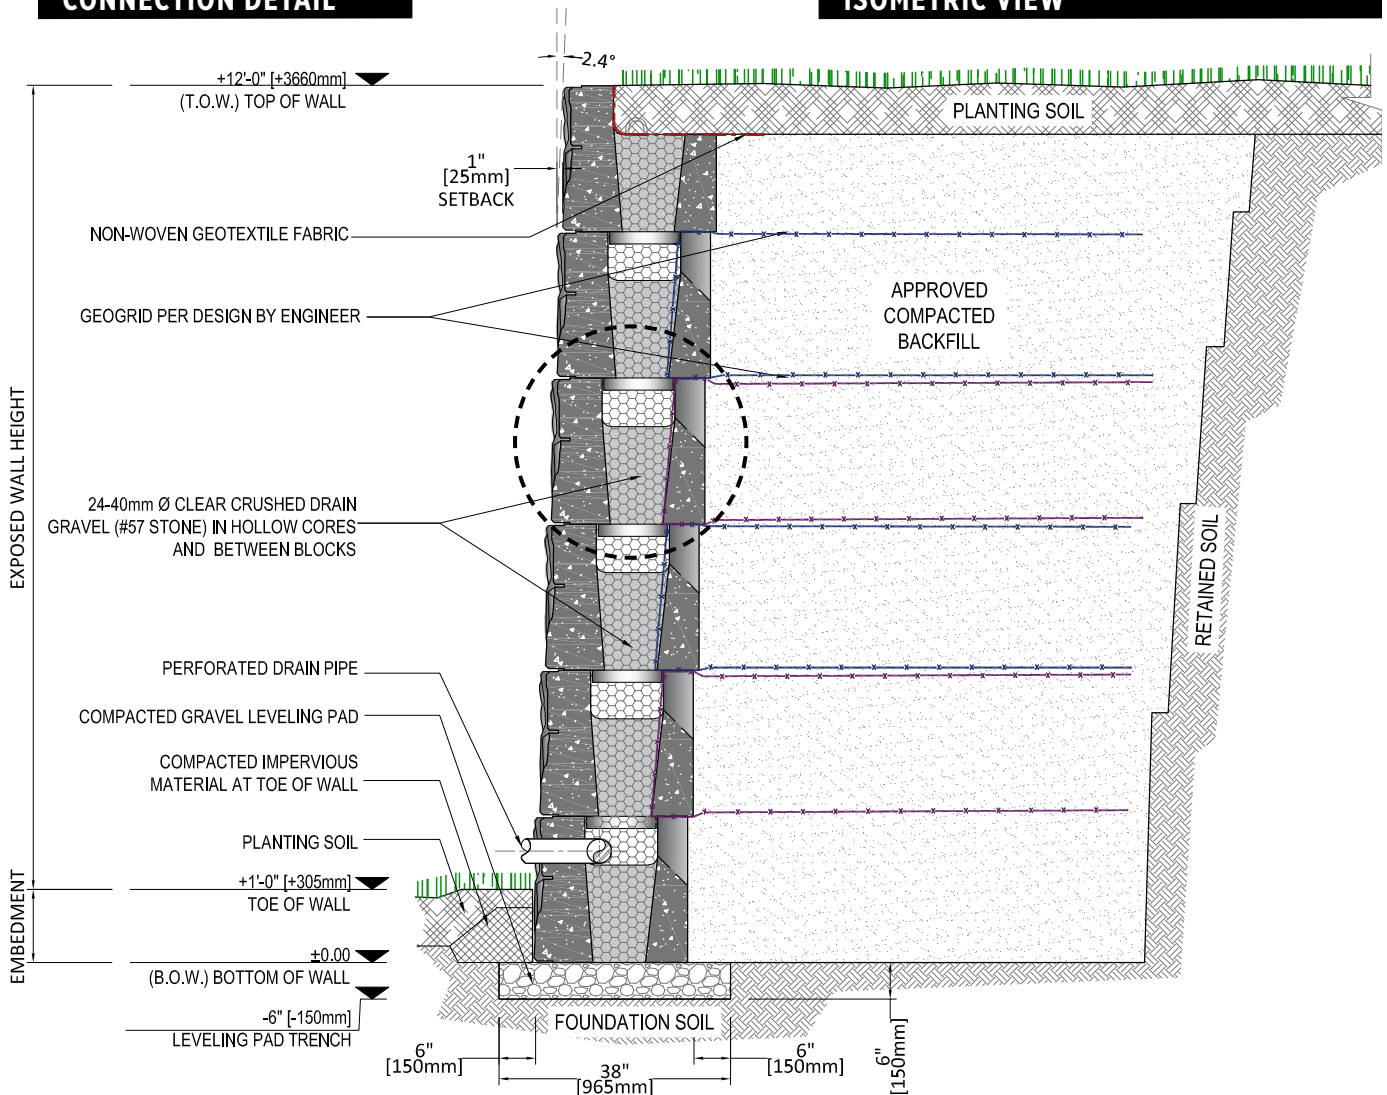 CONNECTION DETAIL
ISOMETRIC VIEW
2.4°
+12'-0" [+3660mm]
(T.O.W.) TOP OF WALL
PLANTING SOIL
1"
[25mm]
SETBACK
NON-WOVEN GEOTEXTILE FABRIC
GEOGRID PER DESIGN BY ENGINEER
APPROVED
COMPACTED
BACKFILL
EXPOSED WALL HEIGHT
24-40mm Ø CLEAR CRUSHED DRAIN
GRAVEL (#57 STONE) IN HOLLOW CORES
AND BETWEEN BLOCKS
RETAINED SOIL
PERFORATED DRAIN PIPE
COMPACTED GRAVEL LEVELING PAD
COMPACTED IMPERVIOUS
MATERIAL AT TOE OF WALL
PLANTING SOIL
+1'-0" [+305mm]
TOE OF WALL
EMBEDMENT
±0.00
(B.O.W.) BOTTOM OF WALL
-6" [-150mm]
LEVELING PAD TRENCH
FOUNDATION SOIL
6"
[150mm]
38"
[965mm]
6"
[150mm]
6"
[150mm]